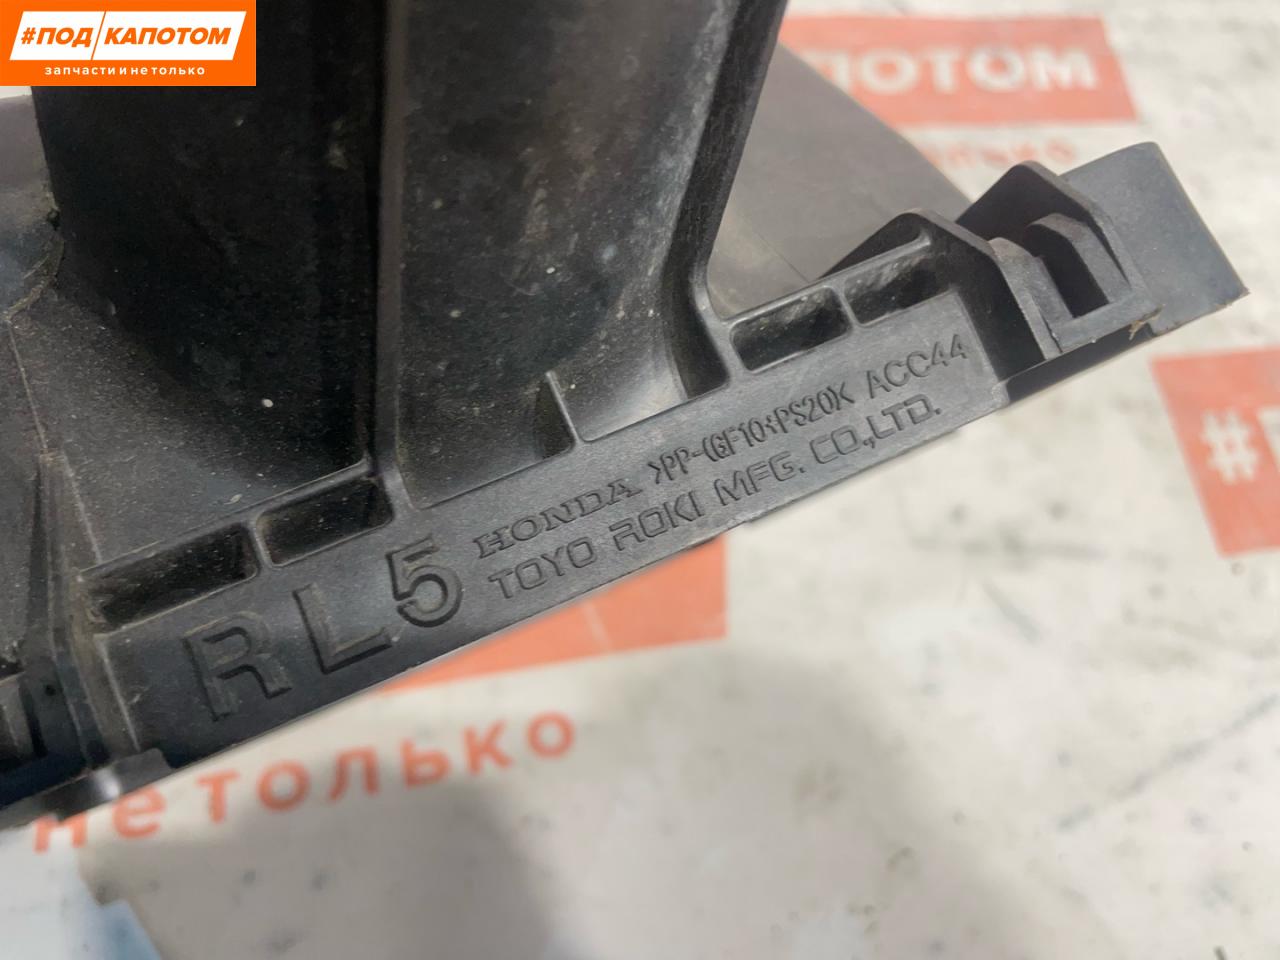 #ПОД/КАПОТОМ
запчасти и не только
ПОТОМ
олько
HONDA >PP-(GF10+PS20)< ACC44
RL5 TOYO ROKI MFG. CO.,LTD.
#П
не только